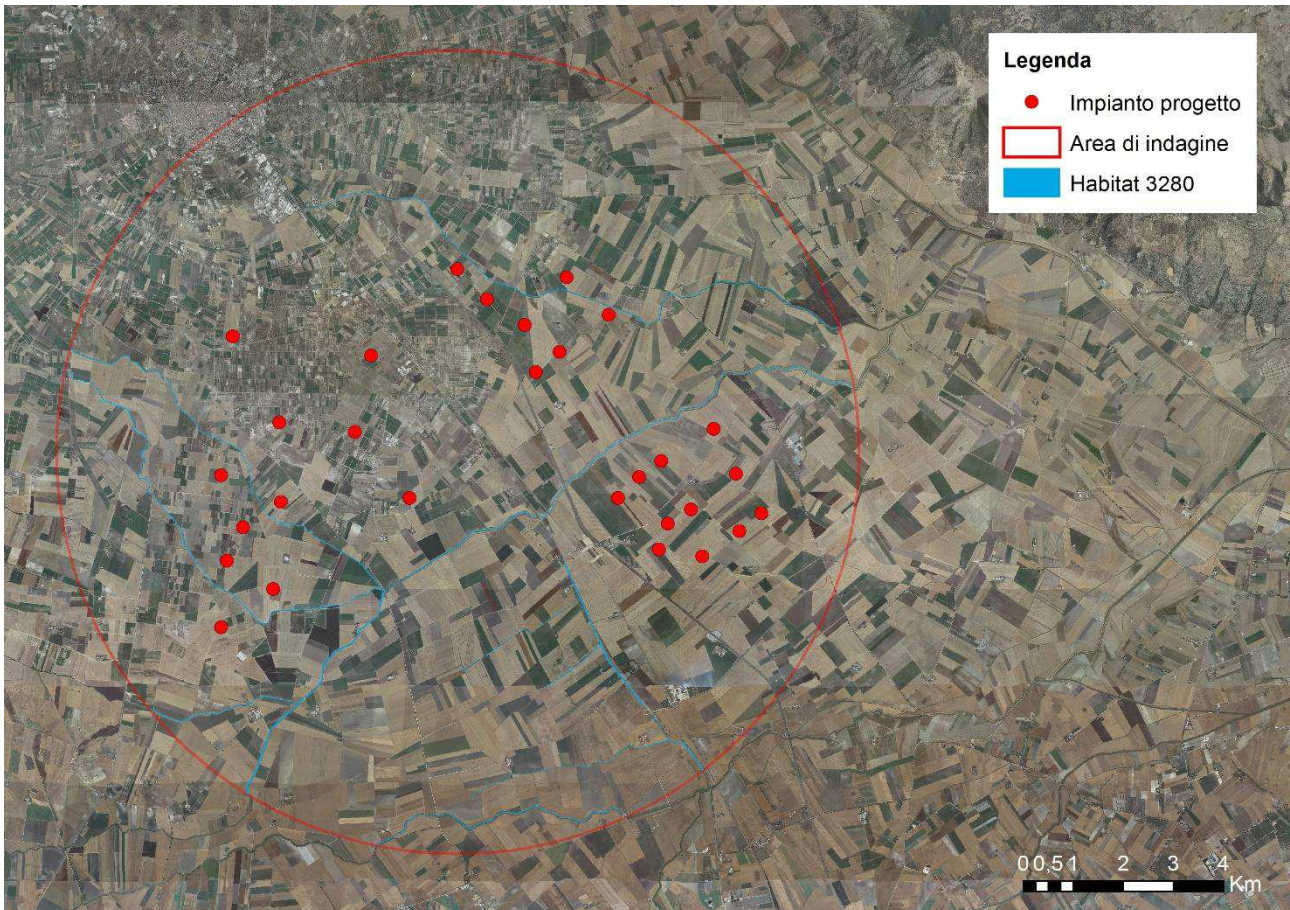 Legenda
Impianto progetto
Area di indagine
Habitat 3280
0 0,5 1 2 3 4
Km